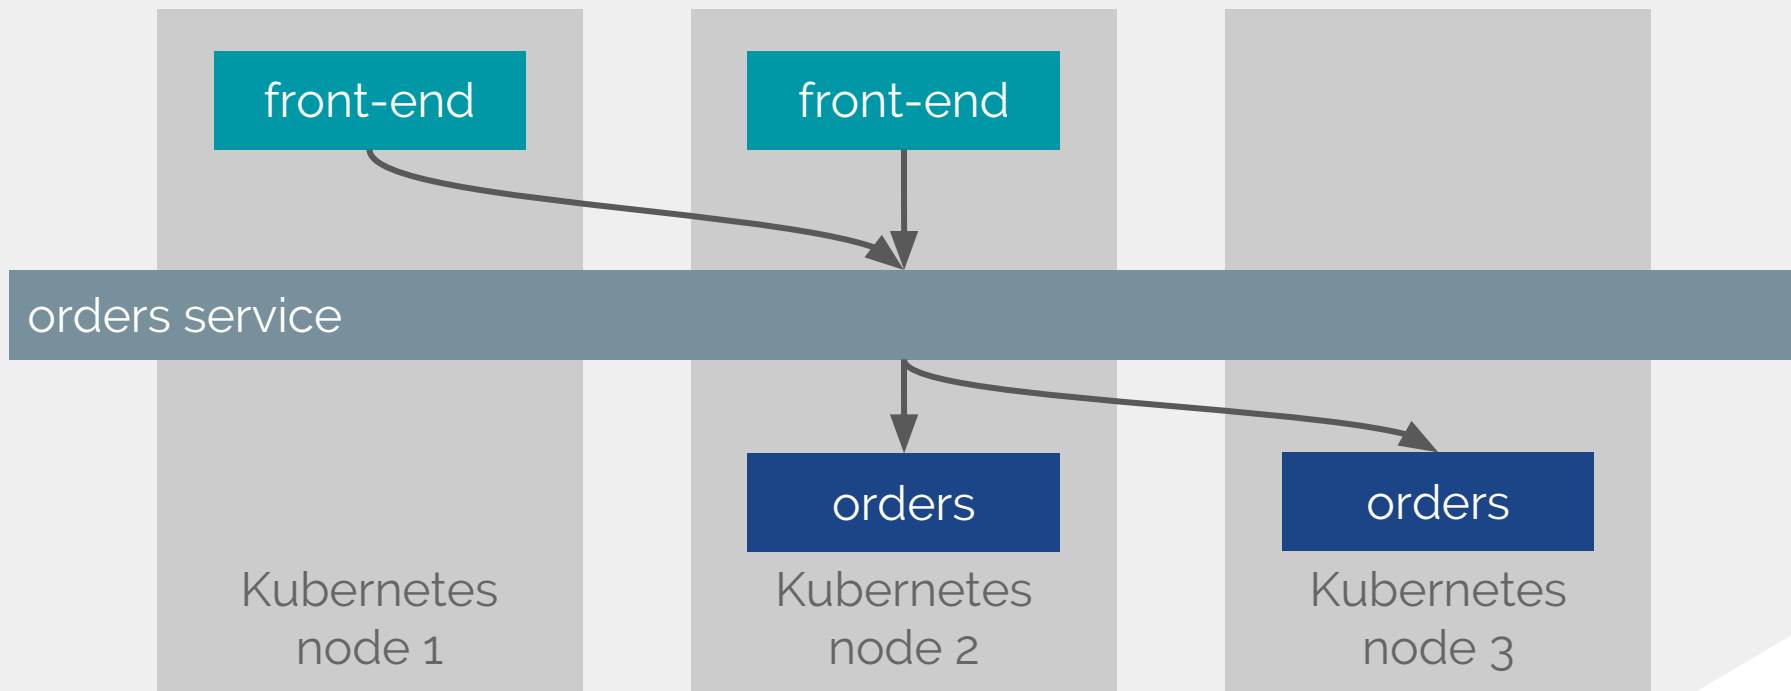 front-end
front-end
orders service
orders
orders
Kubernetes
node 1
Kubernetes
node 2
Kubernetes
node 3